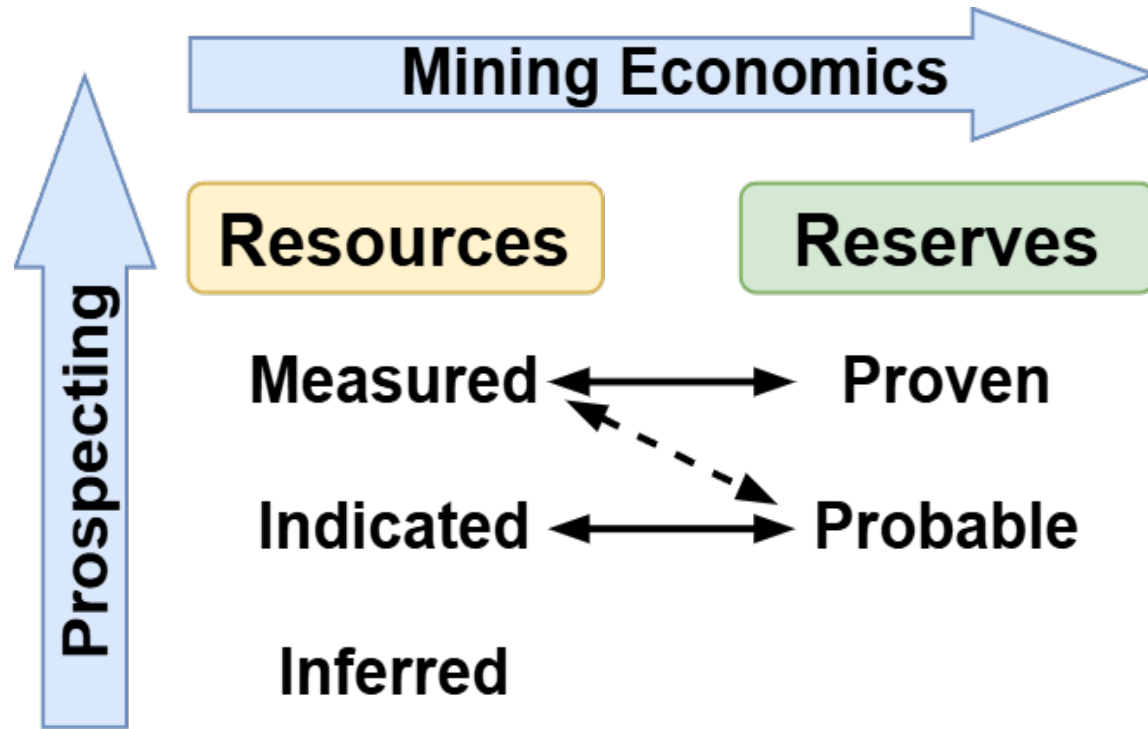 Mining Economics
Prospecting
Resources
Reserves
Measured
Proven
Indicated
Probable
Inferred